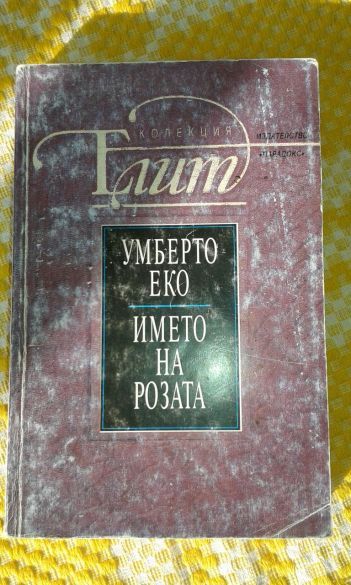 КОЛЕКЦИЯ
Елит
ИЗДАТЕЛСТВО
«ПАРАДОКС»
УМБЕРТО
ЕКО
ИМЕТО
НА
РОЗАТА